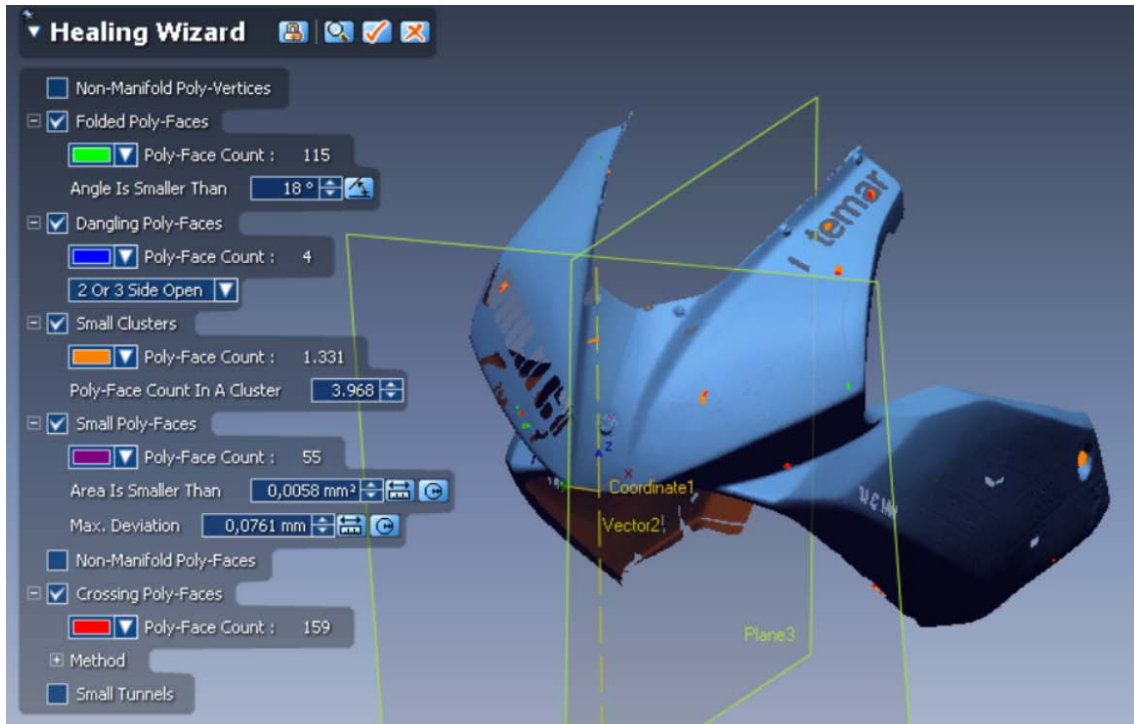 Healing Wizard
Non-Manifold Poly-Vertices
Folded Poly-Faces
Poly-Face Count : 115
Angle Is Smaller Than 18 °
Dangling Poly-Faces
Poly-Face Count : 4
2 Or 3 Side Open
Small Clusters
Poly-Face Count : 1.331
Poly-Face Count In A Cluster 3.968
Small Poly-Faces
Poly-Face Count : 55
Area Is Smaller Than 0,0058 mm²
Max. Deviation 0,0761 mm
Non-Manifold Poly-Faces
Crossing Poly-Faces
Poly-Face Count : 159
Method
Small Tunnels
temar
Z
X
Coordinate1
Vector2
Plane3